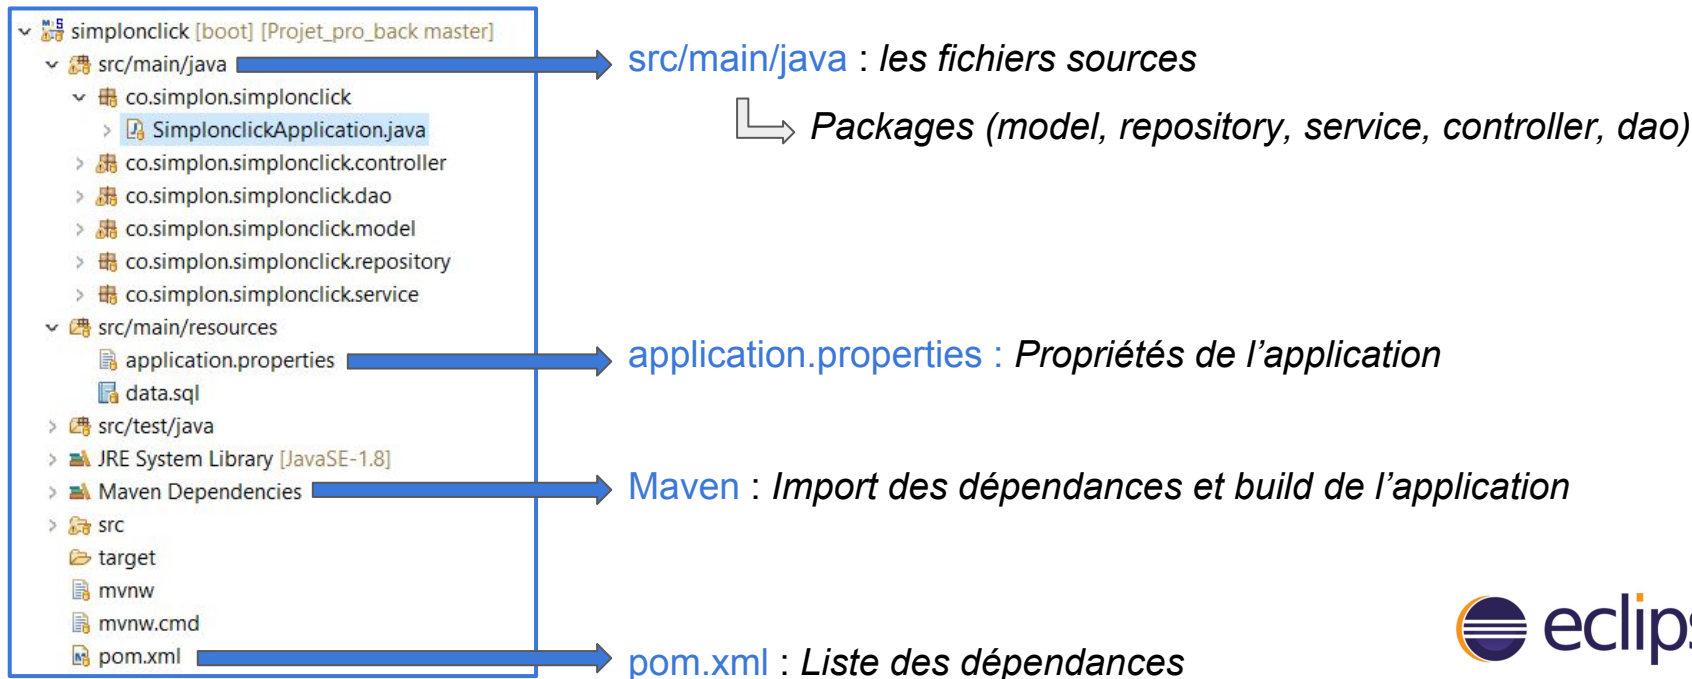 simplonclick [boot] [Projet_pro_back master]
src/main/java
co.simplon.simplonclick
SimplonclickApplication.java
co.simplon.simplonclick.controller
co.simplon.simplonclick.dao
co.simplon.simplonclick.model
co.simplon.simplonclick.repository
co.simplon.simplonclick.service
src/main/resources
application.properties
data.sql
src/test/java
JRE System Library [JavaSE-1.8]
Maven Dependencies
src
target
mvnw
mvnw.cmd
pom.xml
src/main/java : les fichiers sources
Packages (model, repository, service, controller, dao)
application.properties : Propriétés de l’application
Maven : Import des dépendances et build de l’application
pom.xml : Liste des dépendances
eclips